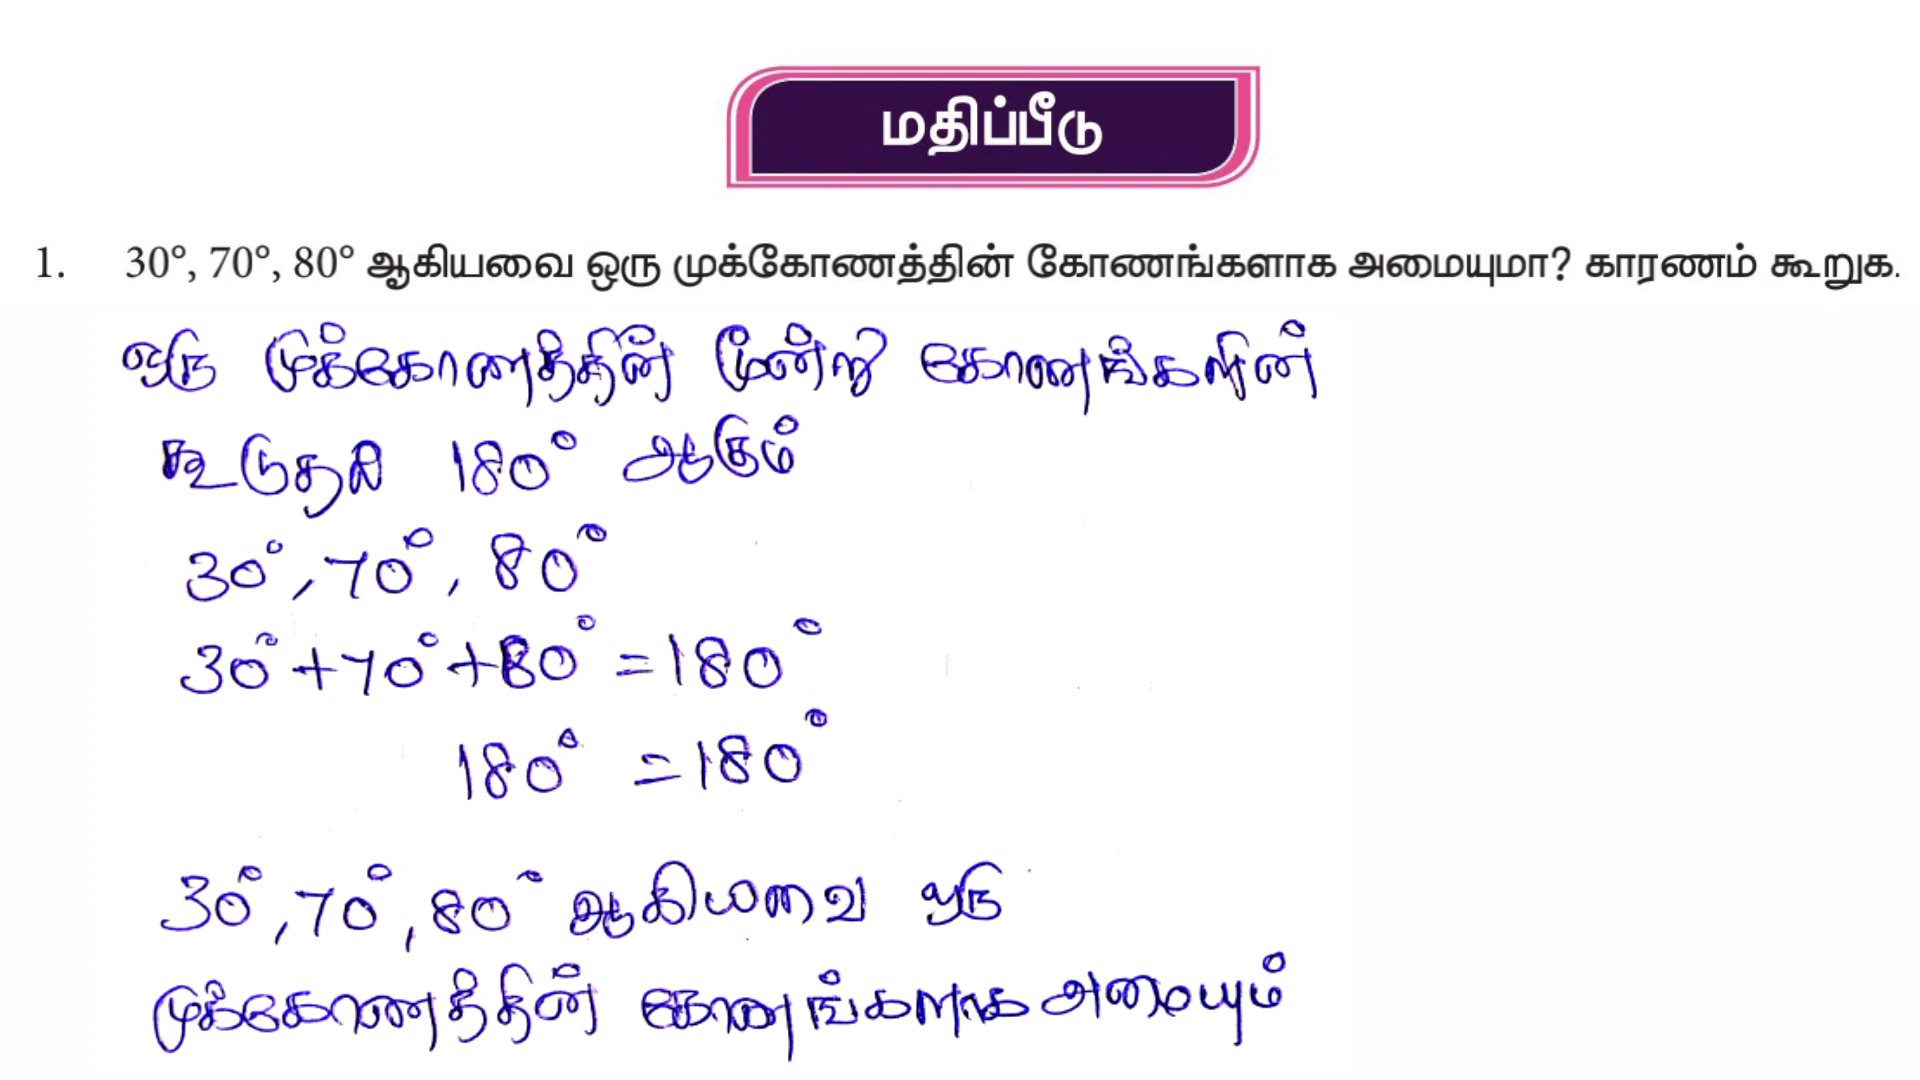 மதிப்பீடு
1. 30°, 70°, 80° ஆகியவை ஒரு முக்கோணத்தின் கோணங்களாக அமையுமா? காரணம் கூறுக.
ஒரு முக்கோணத்தின் மூன்று கோணங்களின்
கூடுதல் 180° ஆகும்
30°, 70°, 80°
30° + 70° + 80° = 180°
180° = 180°
30°, 70°, 80° ஆகியவை ஒரு
முக்கோணத்தின் கோணங்களாக அமையும்